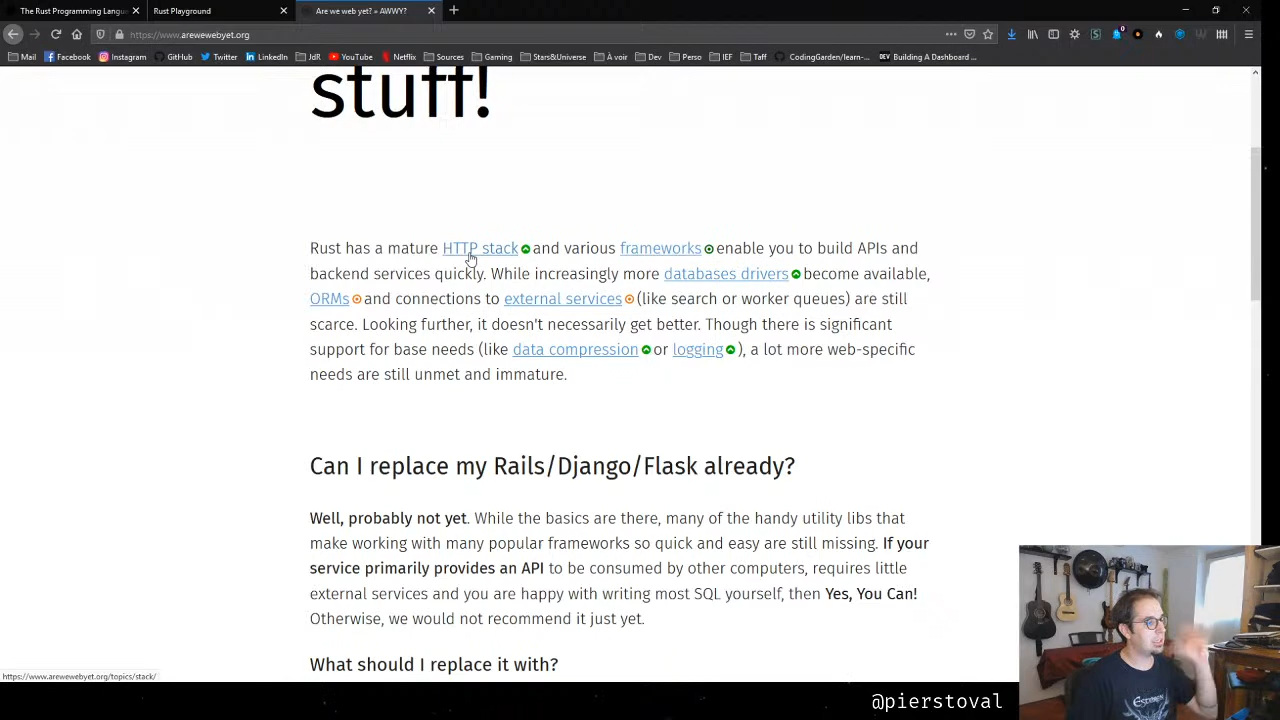 The Rust Programming Langu
Rust Playground
Are we web yet? » AWWY?
https://www.arewewebyet.org
Mail
Facebook
Instagram
GitHub
JdR
Twitter
LinkedIn
YouTube
Netflix
Sources
Gaming
Stars&Universe
À voir
Dev
Perso
IEF
Taff
CodingGarden/learn-...
DEV Building A Dashboard ...
stuff!
Rust has a mature HTTP stack and various frameworks enable you to build APIs and
backend services quickly. While increasingly more databases drivers become available,
ORMs and connections to external services (like search or worker queues) are still
scarce. Looking further, it doesn't necessarily get better. Though there is significant
support for base needs (like data compression or logging ), a lot more web-specific
needs are still unmet and immature.
Can I replace my Rails/Django/Flask already?
Well, probably not yet. While the basics are there, many of the handy utility libs that
make working with many popular frameworks so quick and easy are still missing. If your
service primarily provides an API to be consumed by other computers, requires little
external services and you are happy with writing most SQL yourself, then Yes, You Can!
Otherwise, we would not recommend it just yet.
What should I replace it with?
https://www.arewewebyet.org/topics/stack/
@pierstoval